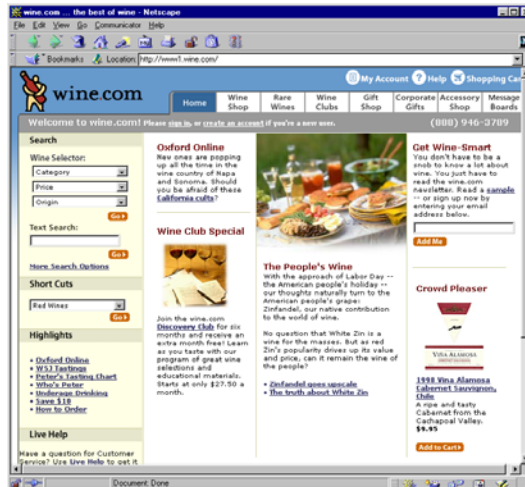 wine.com ... the best of wine - Netscape
File Edit View Go Communicator Help
Bookmarks Location: http://www1.wine.com/
My Account Help Shopping Cart
wine.com
Home
Wine Shop
Rare Wines
Wine Clubs
Gift Shop
Corporate Gifts
Accessory Shop
Message Boards
Welcome to wine.com! Please sign in, or create an account if you're a new user. (800) 946-3789
Search
Wine Selector:
Category
Price
Origin
Go
Text Search:
Go
More Search Options
Short Cuts
Red Wines
Go
Highlights
• Oxford Online
• WSJ Tastings
• Peter's Tasting Chart
• Who's Peter
• Underage Drinking
• Save $10
• How to Order
Live Help
Have a question for Customer
Service? Use Live Help to get it
Oxford Online
New ones are popping
up all the time in the
wine country of Napa
and Sonoma. Should
you be afraid of these
California cults?
Wine Club Special
Join the wine.com
Discovery Club for six
months and receive an
extra month free! Learn
as you taste with our
program of great wine
selections and
educational materials.
Starts at only $27.50 a
month.
The People's Wine
With the approach of Labor Day --
the American people's holiday --
our thoughts naturally turn to the
American people's grape:
Zinfandel, our native contribution
to the world of wine.
No question that White Zin is a
wine for the masses. But as red
Zin's popularity drives up its value
and price, can it remain the wine of
the people?
• Zinfandel goes upscale
• The truth about White Zin
Get Wine-Smart
You don't have to be a
snob to know a lot about
wine. You just have to
read the wine.com
newsletter. Read a sample
-- or sign up now by
entering your email
address below.
Add Me
Crowd Pleaser
VIÑA ALAMOSA
1998 Vina Alamosa
Cabernet Sauvignon,
Chile
A ripe and tasty
Cabernet from the
Cachapoal Valley.
$9.95
Add to Cart
Document: Done